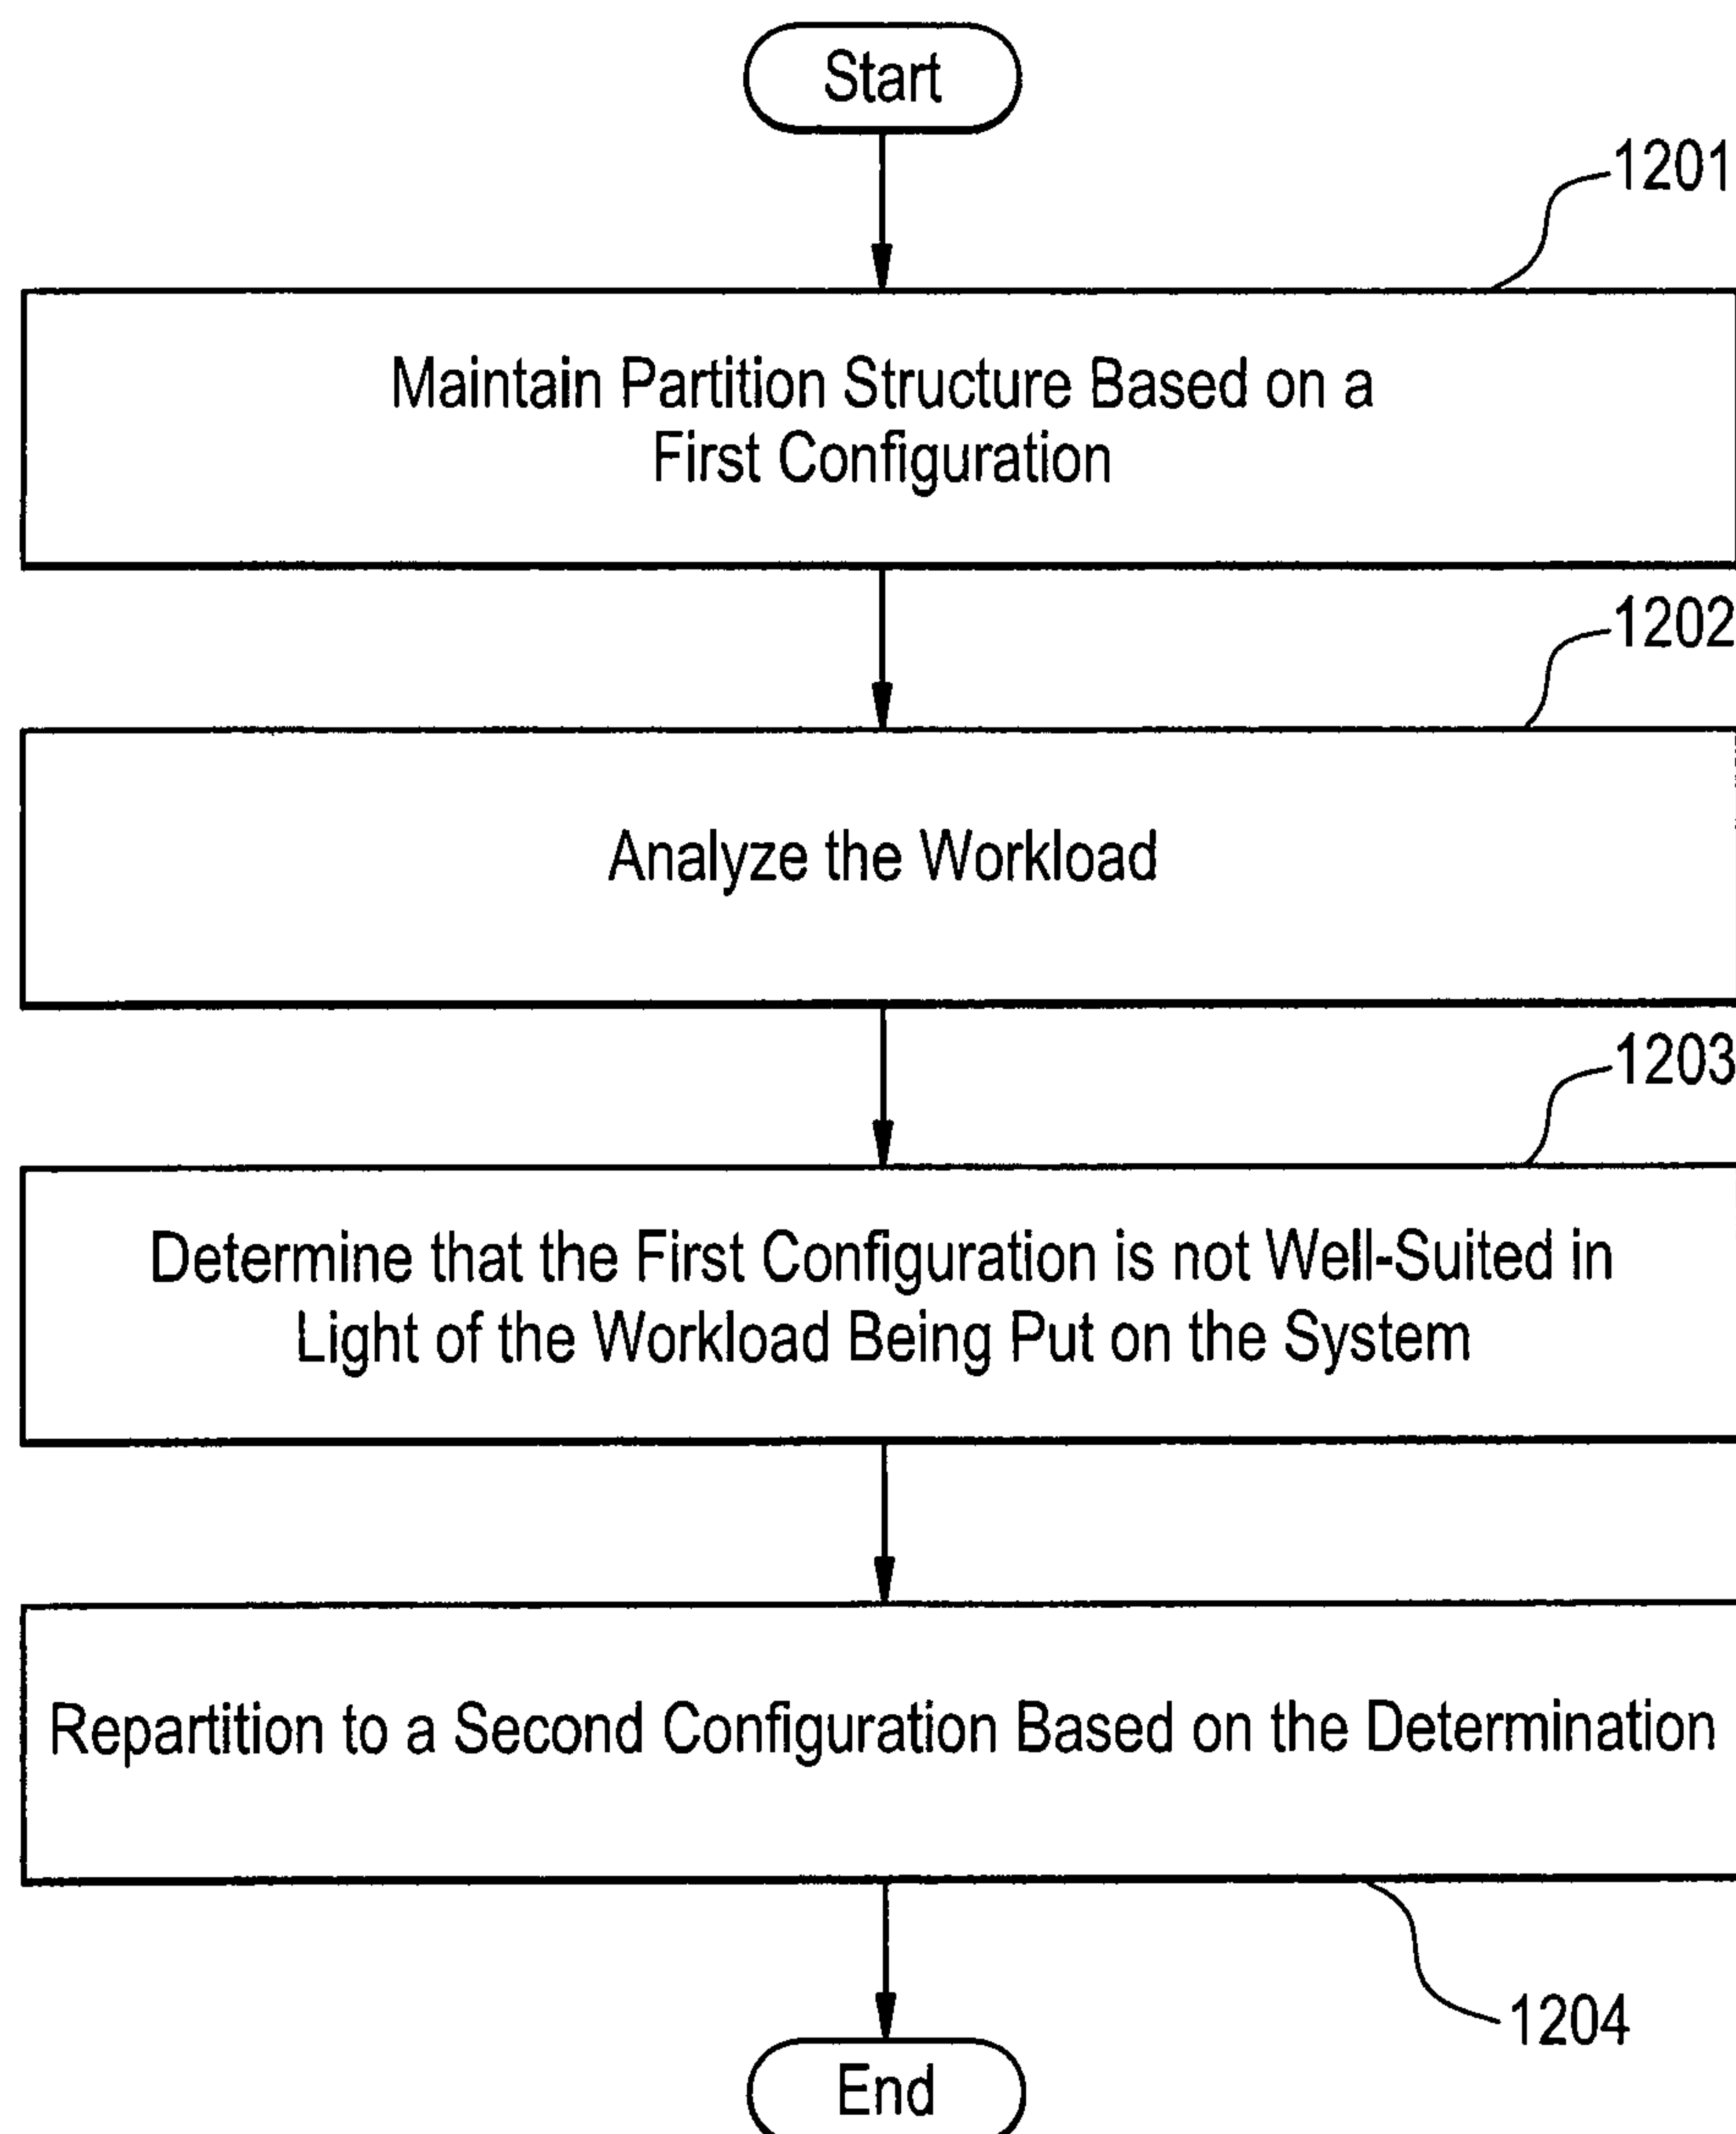 Start
1201
Maintain Partition Structure Based on a
First Configuration
1202
Analyze the Workload
1203
Determine that the First Configuration is not Well-Suited in
Light of the Workload Being Put on the System
Repartition to a Second Configuration Based on the Determination
1204
End